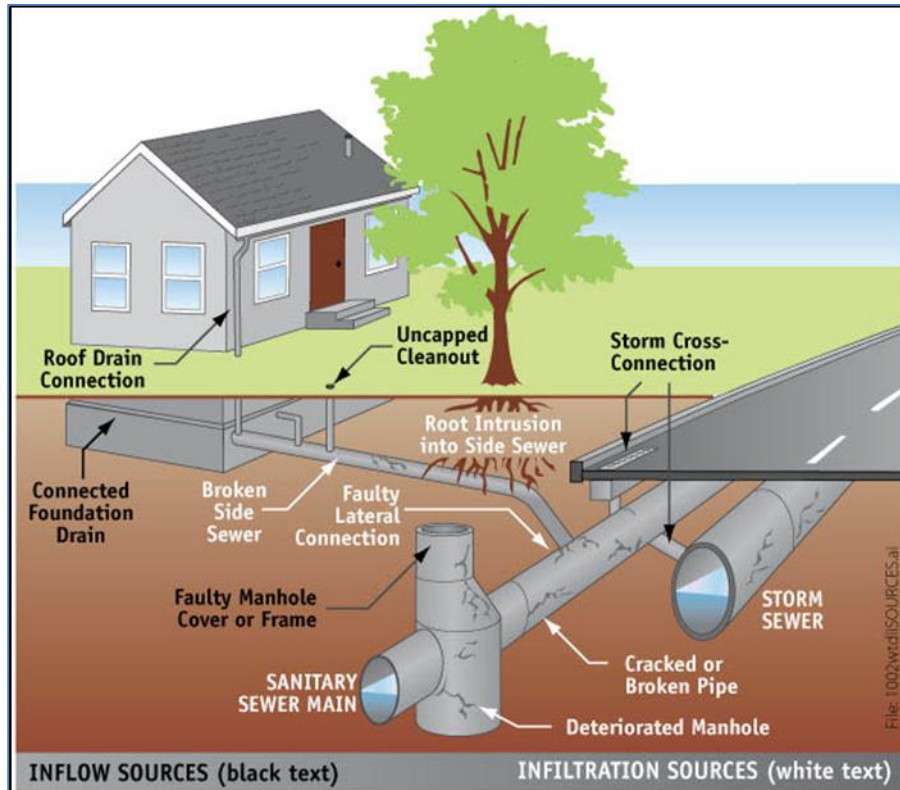 Roof Drain
Connection
Uncapped
Cleanout
Storm Cross-
Connection
Root Intrusion
into Side Sewer
Connected
Foundation
Drain
Broken
Side
Sewer
Faulty
Lateral
Connection
Faulty Manhole
Cover or Frame
STORM
SEWER
SANITARY
SEWER MAIN
Cracked or
Broken Pipe
Deteriorated Manhole
File: 1002wtdIISOURCES.ai
INFLOW SOURCES (black text)
INFILTRATION SOURCES (white text)